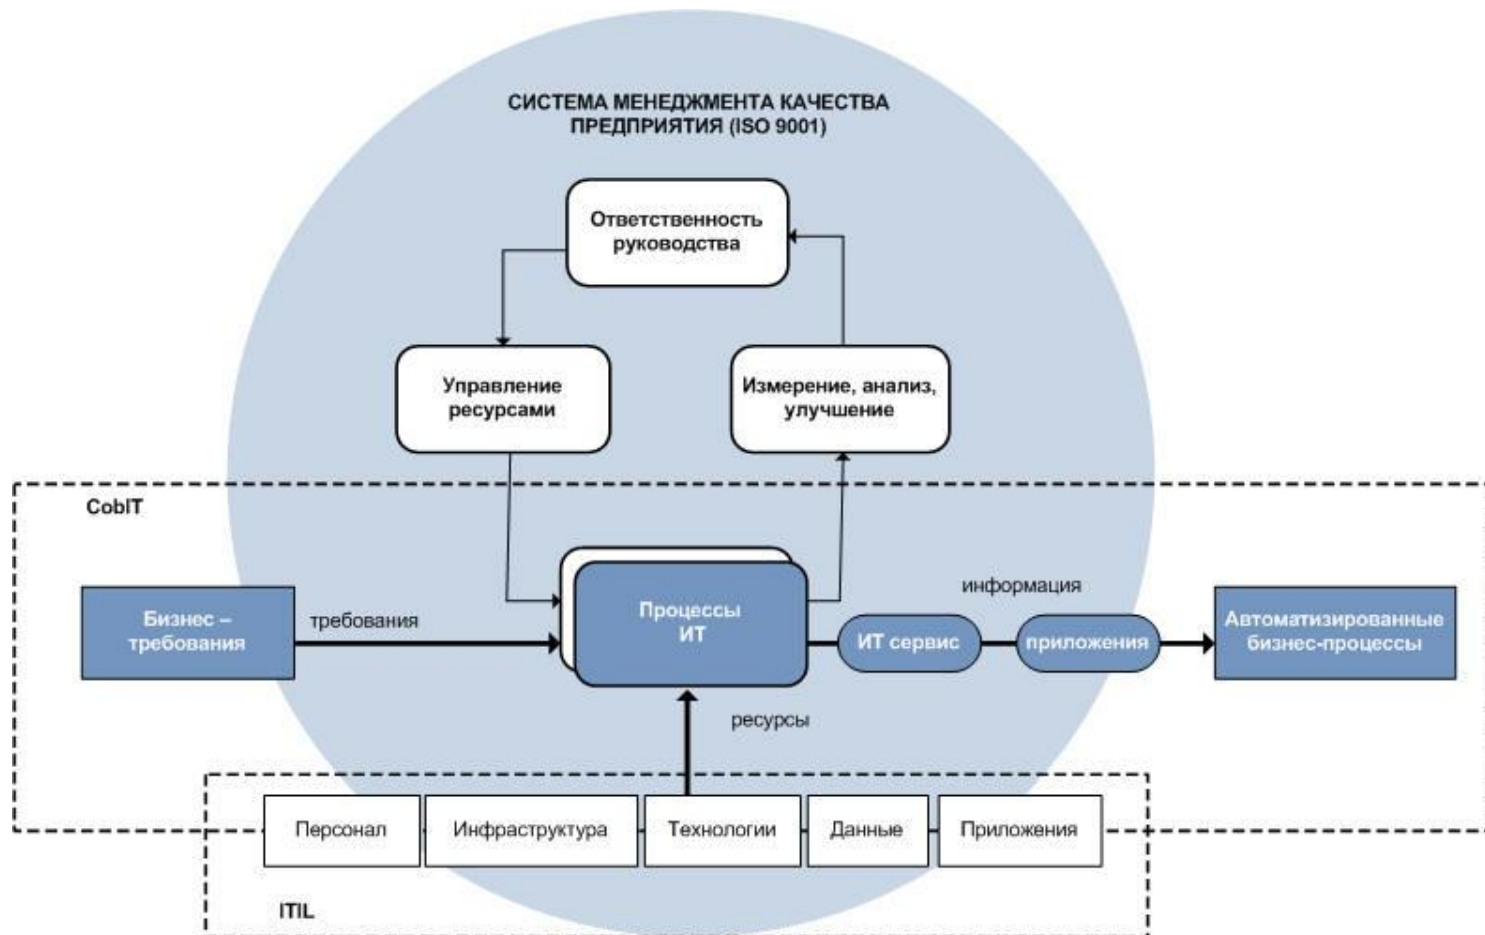 СИСТЕМА МЕНЕДЖМЕНТА КАЧЕСТВА
ПРЕДПРИЯТИЯ (ISO 9001)
Ответственность
руководства
Управление
ресурсами
Измерение, анализ,
улучшение
CobIT
Бизнес –
требования
требования
Процессы
ИТ
ИТ сервис
информация
приложения
Автоматизированные
бизнес-процессы
ресурсы
Персонал
Инфраструктура
Технологии
Данные
Приложения
ITIL